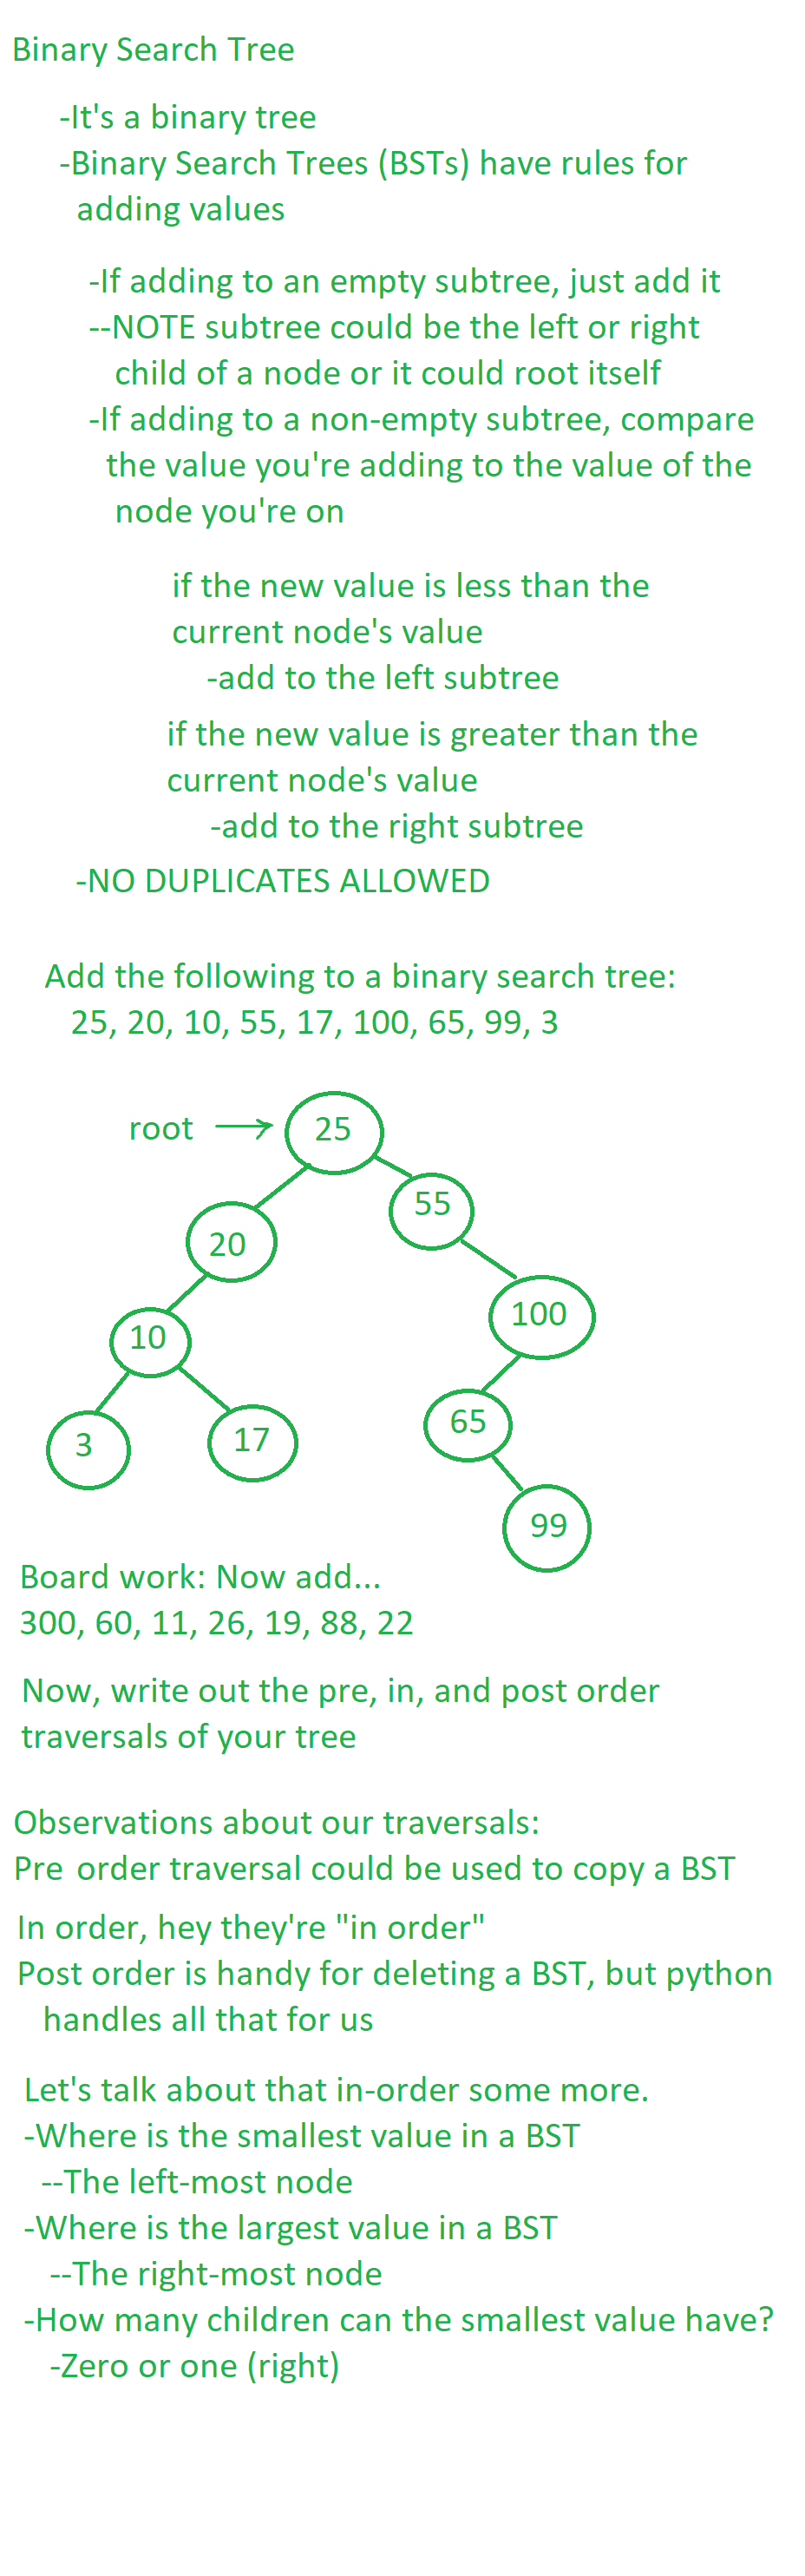 Binary Search Tree
-It's a binary tree
-Binary Search Trees (BSTs) have rules for
adding values
-If adding to an empty subtree, just add it
--NOTE subtree could be the left or right
child of a node or it could root itself
-If adding to a non-empty subtree, compare
the value you're adding to the value of the
node you're on
if the new value is less than the
current node's value
-add to the left subtree
if the new value is greater than the
current node's value
-add to the right subtree
-NO DUPLICATES ALLOWED
Add the following to a binary search tree:
25, 20, 10, 55, 17, 100, 65, 99, 3
root
25
55
20
100
10
65
3
17
99
Board work: Now add...
300, 60, 11, 26, 19, 88, 22
Now, write out the pre, in, and post order
traversals of your tree
Observations about our traversals:
Pre order traversal could be used to copy a BST
In order, hey they're "in order"
Post order is handy for deleting a BST, but python
handles all that for us
Let's talk about that in-order some more.
-Where is the smallest value in a BST
--The left-most node
-Where is the largest value in a BST
--The right-most node
-How many children can the smallest value have?
-Zero or one (right)